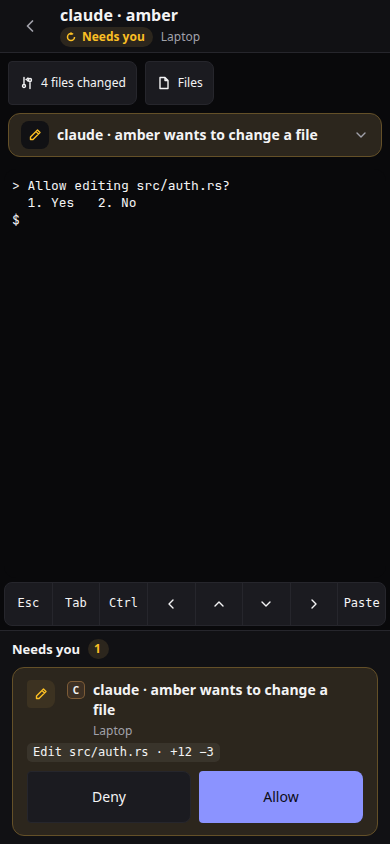 claude · amber
Needs you Laptop
4 files changed Files
claude · amber wants to change a file
> Allow editing src/auth.rs?
1. Yes 2. No
$
Esc Tab Ctrl Paste
Needs you 1
C claude · amber wants to change a
file
Laptop
Edit src/auth.rs · +12 −3
Deny Allow